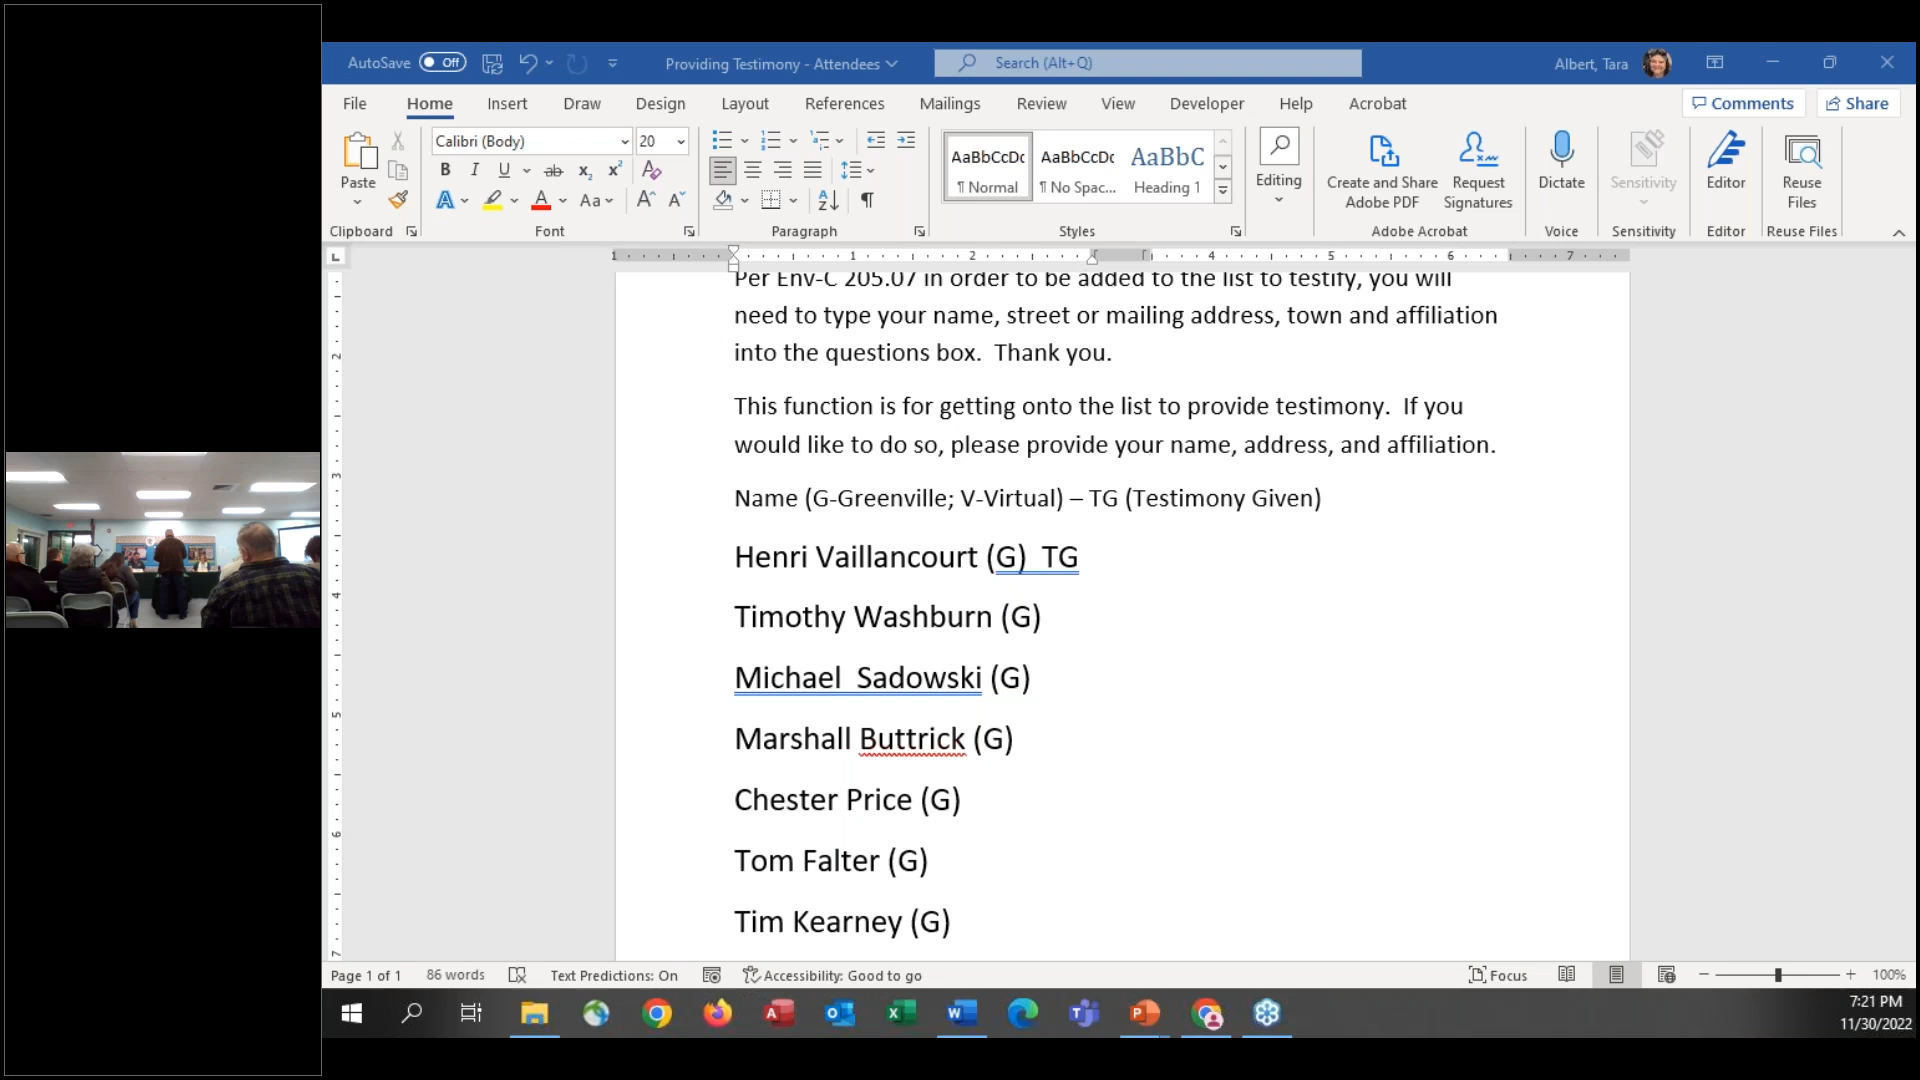 AutoSave Off Providing Testimony - Attendees Search (Alt+Q) Albert, Tara
File Home Insert Draw Design Layout References Mailings Review View Developer Help Acrobat Comments Share
Calibri (Body) 20
AaBbCcDc AaBbCcDc AaBbC
¶ Normal ¶ No Spac... Heading 1
Paste
Editing
Create and Share Adobe PDF
Request Signatures
Dictate
Sensitivity
Editor
Reuse Files
Clipboard Font Paragraph Styles Adobe Acrobat Voice Sensitivity Editor Reuse Files
Per Env-C 205.07 in order to be added to the list to testify, you will
need to type your name, street or mailing address, town and affiliation
into the questions box.  Thank you.
This function is for getting onto the list to provide testimony.  If you
would like to do so, please provide your name, address, and affiliation.
Name (G-Greenville; V-Virtual) – TG (Testimony Given)
Henri Vaillancourt (G)  TG
Timothy Washburn (G)
Michael  Sadowski (G)
Marshall Buttrick (G)
Chester Price (G)
Tom Falter (G)
Tim Kearney (G)
Page 1 of 1 86 words Text Predictions: On Accessibility: Good to go Focus 100%
7:21 PM
11/30/2022